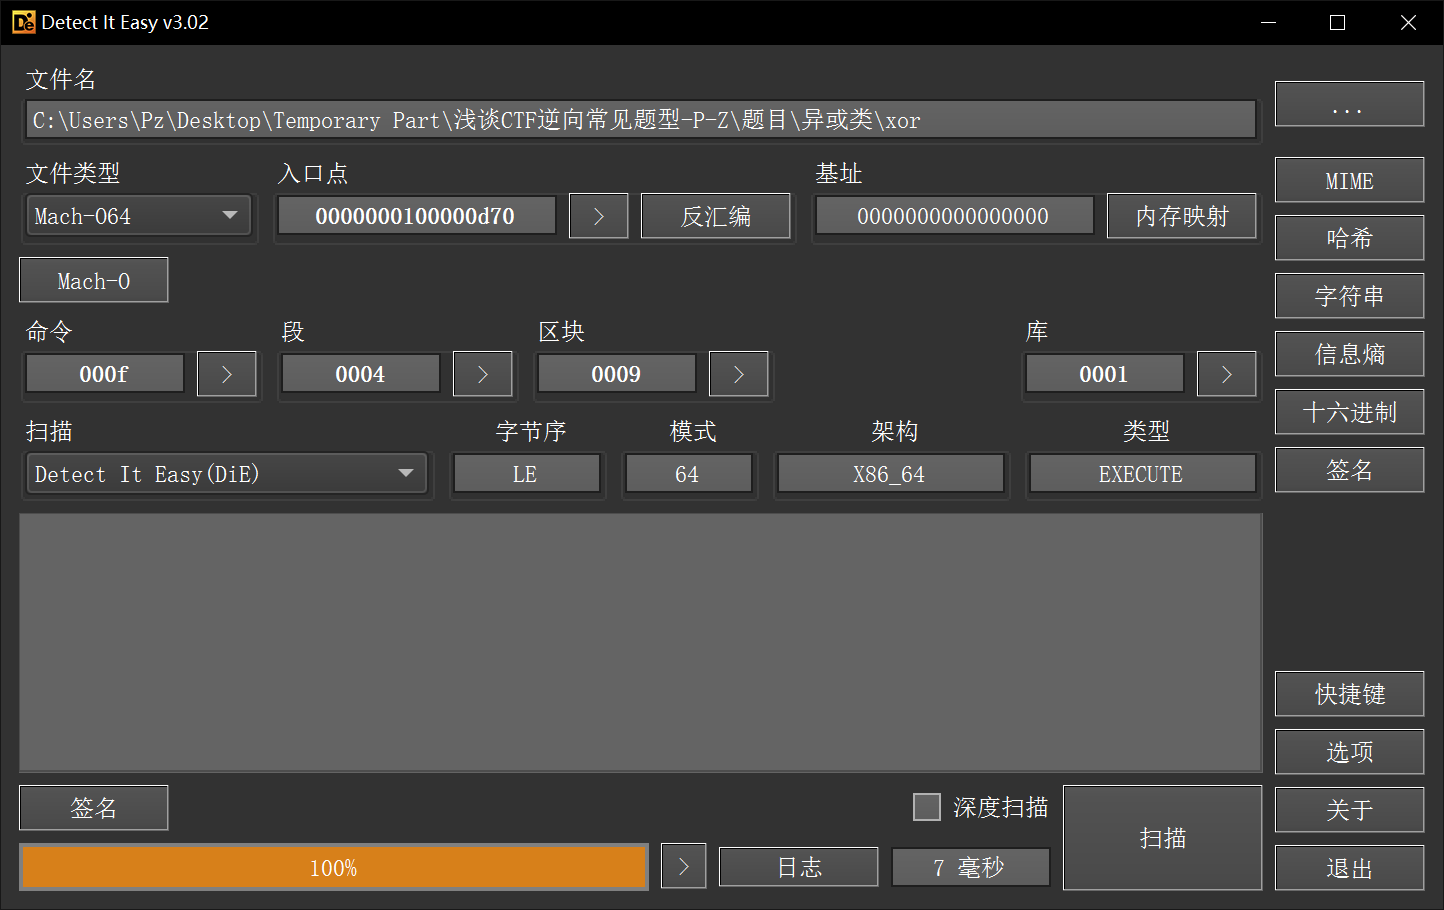 Detect It Easy v3.02
文件名
C:\Users\Pz\Desktop\Temporary Part\浅谈CTF逆向常见题型-P-Z\题目\异或类\xor
...
文件类型 入口点 基址
Mach-O64 0000000100000d70 > 反汇编 0000000000000000 内存映射
MIME
哈希
Mach-O
字符串
命令 段 区块 库
000f > 0004 > 0009 > 0001 >
信息熵
十六进制
扫描 字节序 模式 架构 类型
Detect It Easy(DiE) LE 64 X86_64 EXECUTE
签名
快捷键
选项
签名 深度扫描 扫描
关于
100% > 日志 7 毫秒
退出